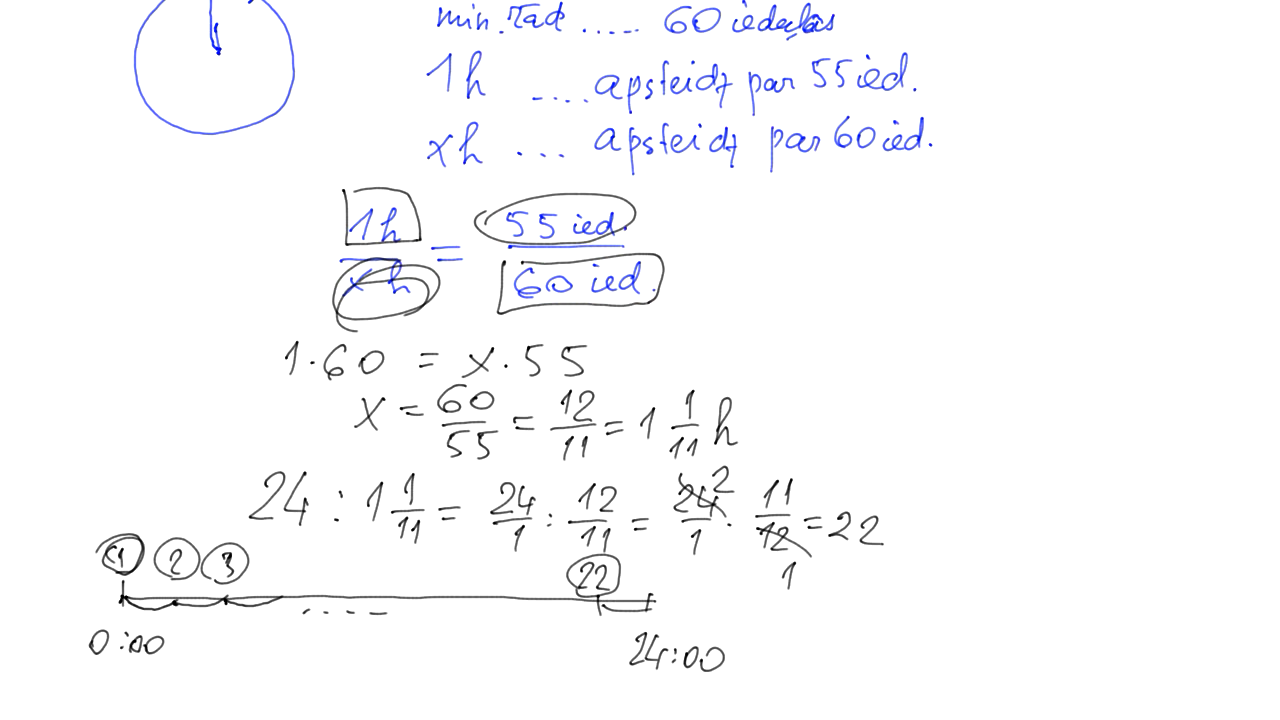 min. rād ..... 60 iedaļas
1h .... apsteidz par 55 ied.
xh ... apsteidz par 60 ied.
1h / xh = 55 ied. / 60 ied.
1·60 = x·55
x = 60/55 = 12/11 = 1 1/11 h
24 : 1 1/11 = 24/1 : 12/11 = 24 2/1 · 11/12 1 = 22
1 2 3 22
....-
0:00 24:00